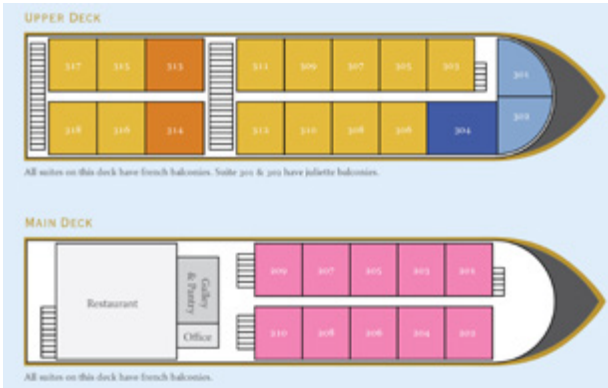 UPPER DECK
317 315 313 311 309 307 305 303 301
318 316 314 312 310 308 306 304 302
All suites on this deck have french balconies. Suite 301 & 302 have juliette balconies.
MAIN DECK
209 207 205 203 201
Galley
& Pantry
Restaurant
Office
210 208 206 204 202
All suites on this deck have french balconies.